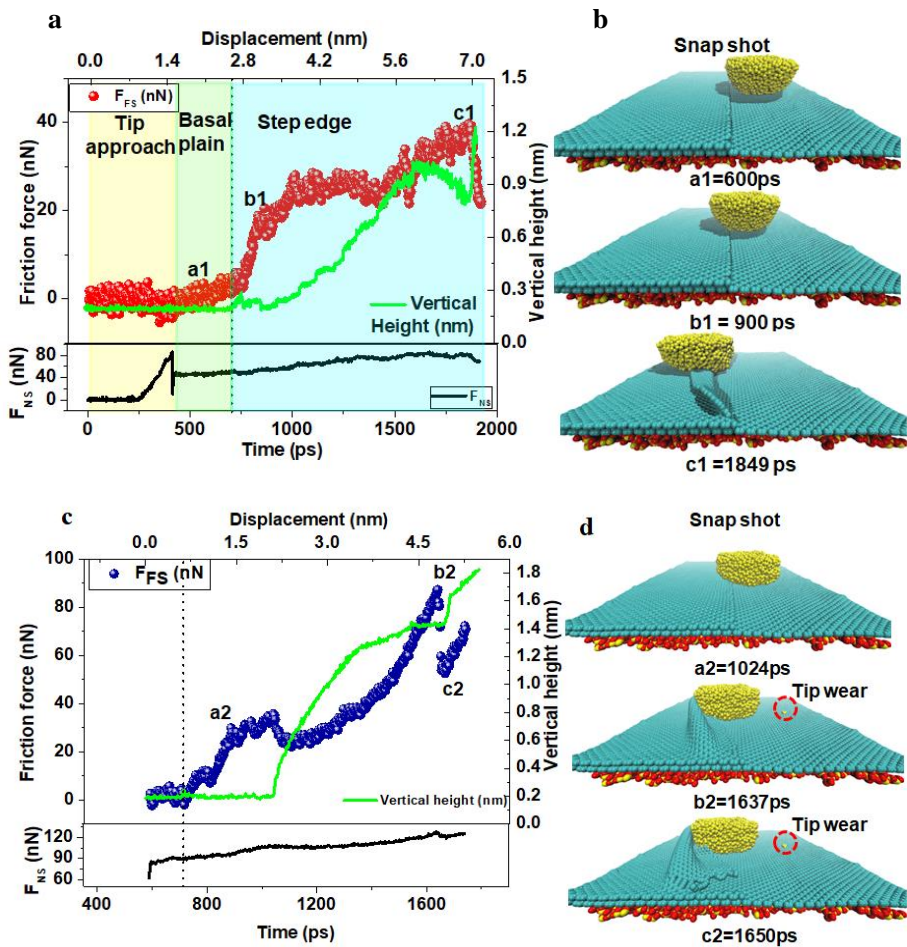 a
Displacement (nm)
0.0 1.4 2.8 4.2 5.6 7.0
F FS (nN)
Tip approach
Basal plain
Step edge
a1
b1
c1
Vertical Height (nm)
Friction force (nN)
40
20
0
Vertical height (nm)
1.5
1.2
0.9
0.6
0.3
0.0
F NS (nN)
80
40
0
F NS
0 500 1000 1500 2000
Time (ps)
b
Snap shot
a1=600ps
b1 = 900 ps
c1 =1849 ps
c
Displacement (nm)
0.0 1.5 3.0 4.5 6.0
F FS (nN
a2
b2
c2
Vertical height (nm)
Friction force (nN)
100
80
60
40
20
0
Vertical height (nm)
1.8
1.6
1.4
1.2
1.0
0.8
0.6
0.4
0.2
0.0
F NS (nN)
120
90
60
400 800 1200 1600
Time (ps)
d
Snap shot
a2=1024ps
Tip wear
b2=1637ps
Tip wear
c2=1650ps